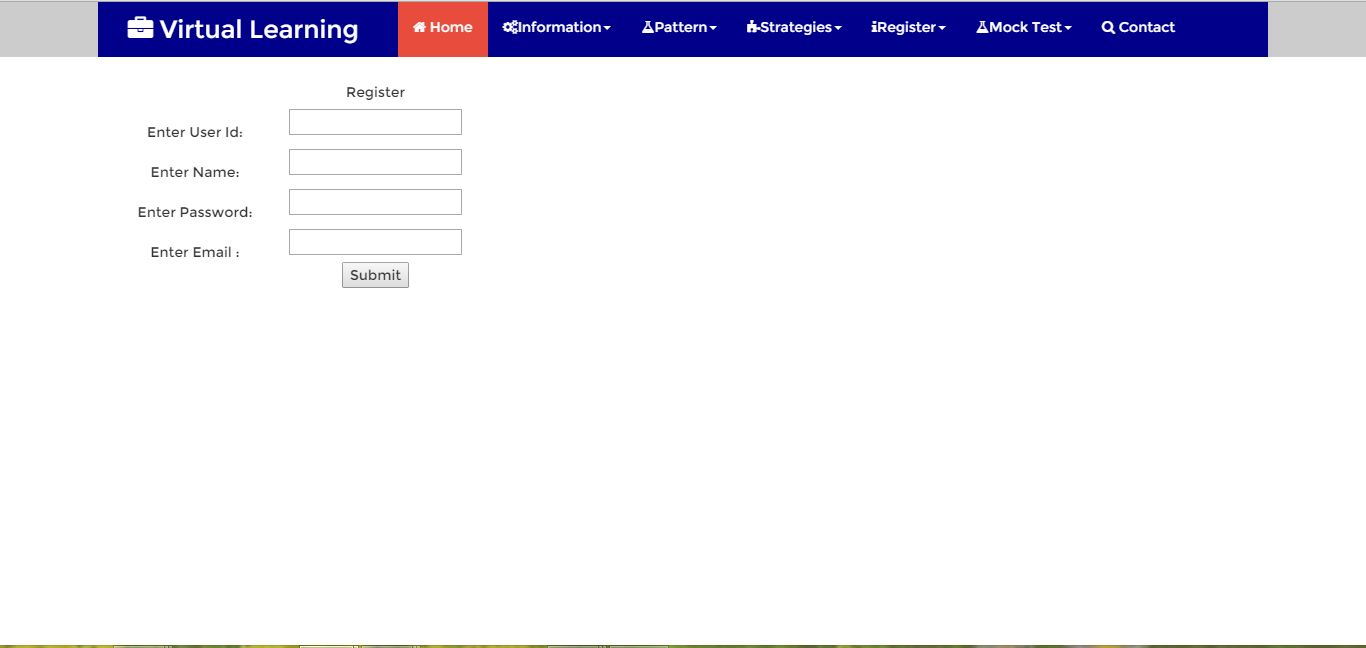 Virtual Learning Home Information Pattern Strategies Register Mock Test Contact
Register
Enter User Id:
Enter Name:
Enter Password:
Enter Email :
Submit